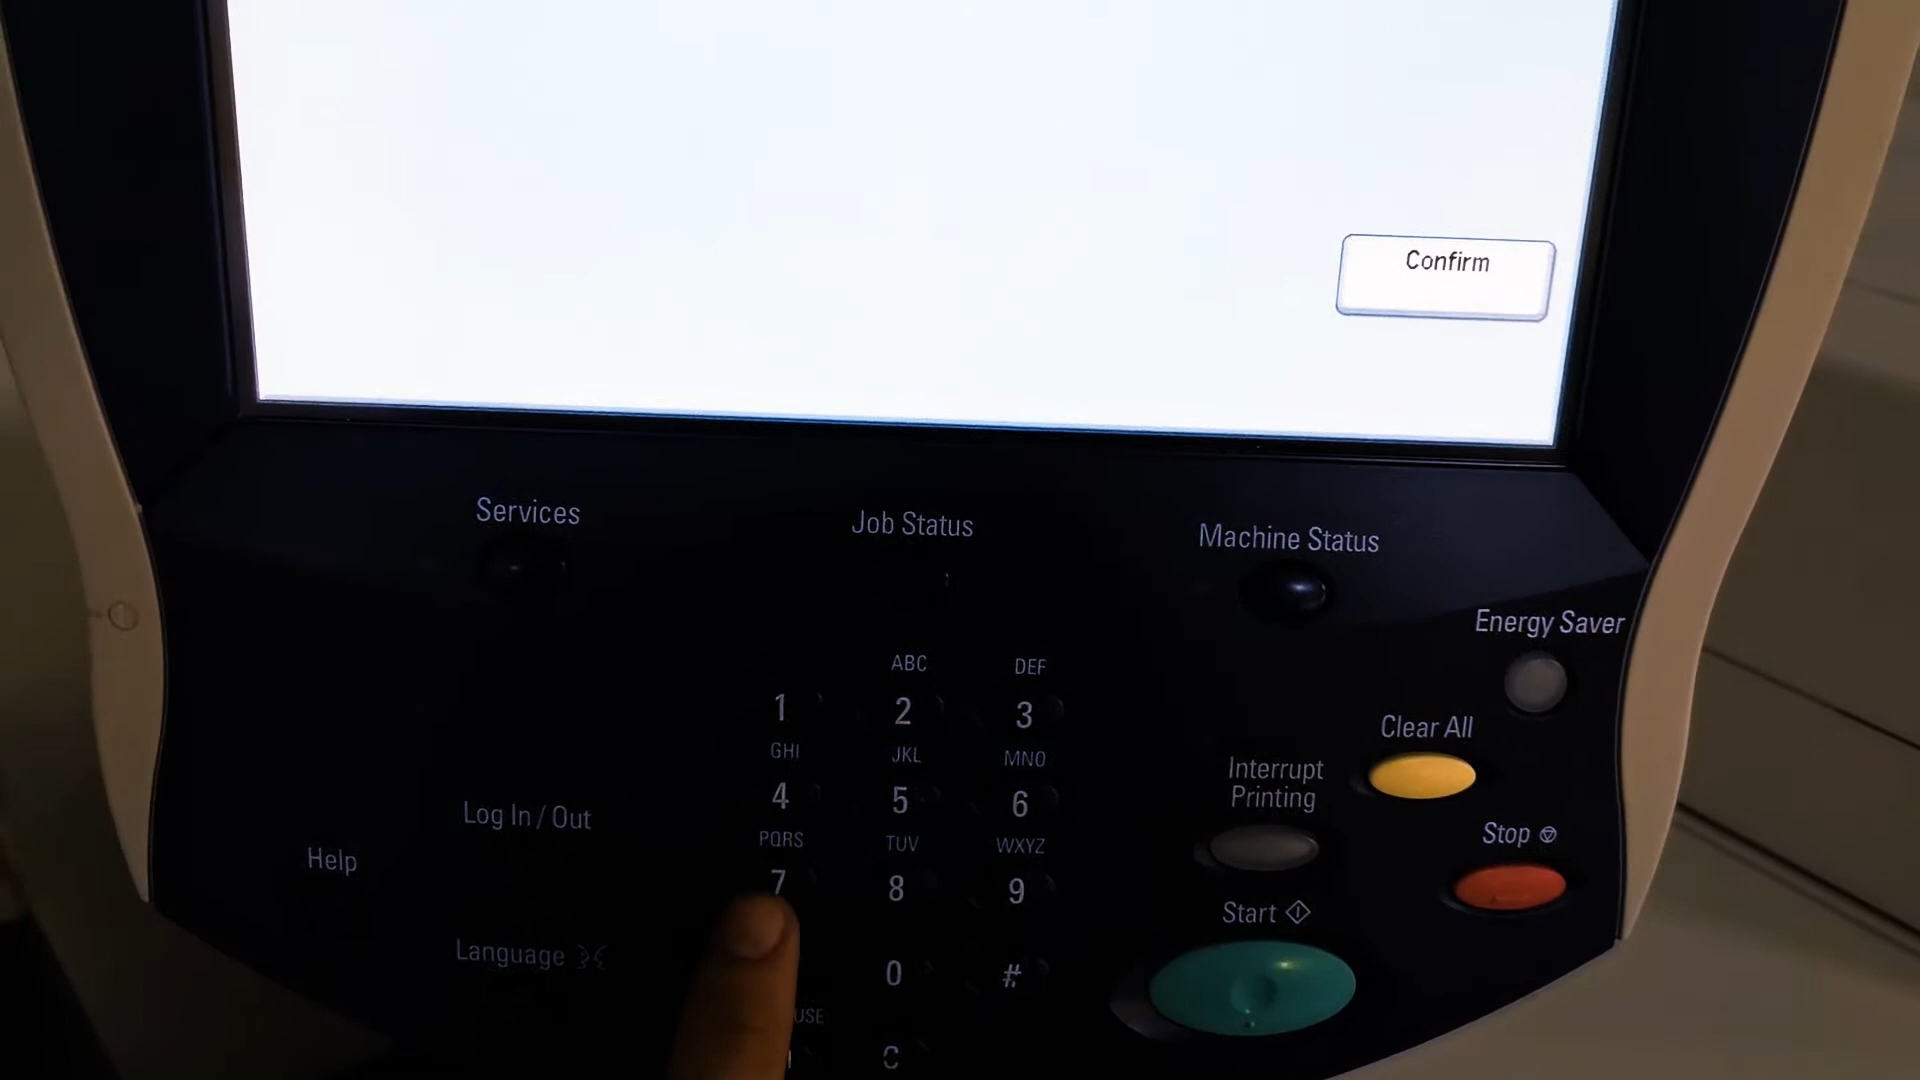 Confirm
Services
Job Status
Machine Status
Energy Saver
Clear All
Interrupt
Printing
Stop
Start
Log In / Out
Help
Language
ABC DEF
1 2 3
GHI JKL MNO
4 5 6
PQRS TUV WXYZ
7 8 9
0 #
USE
C